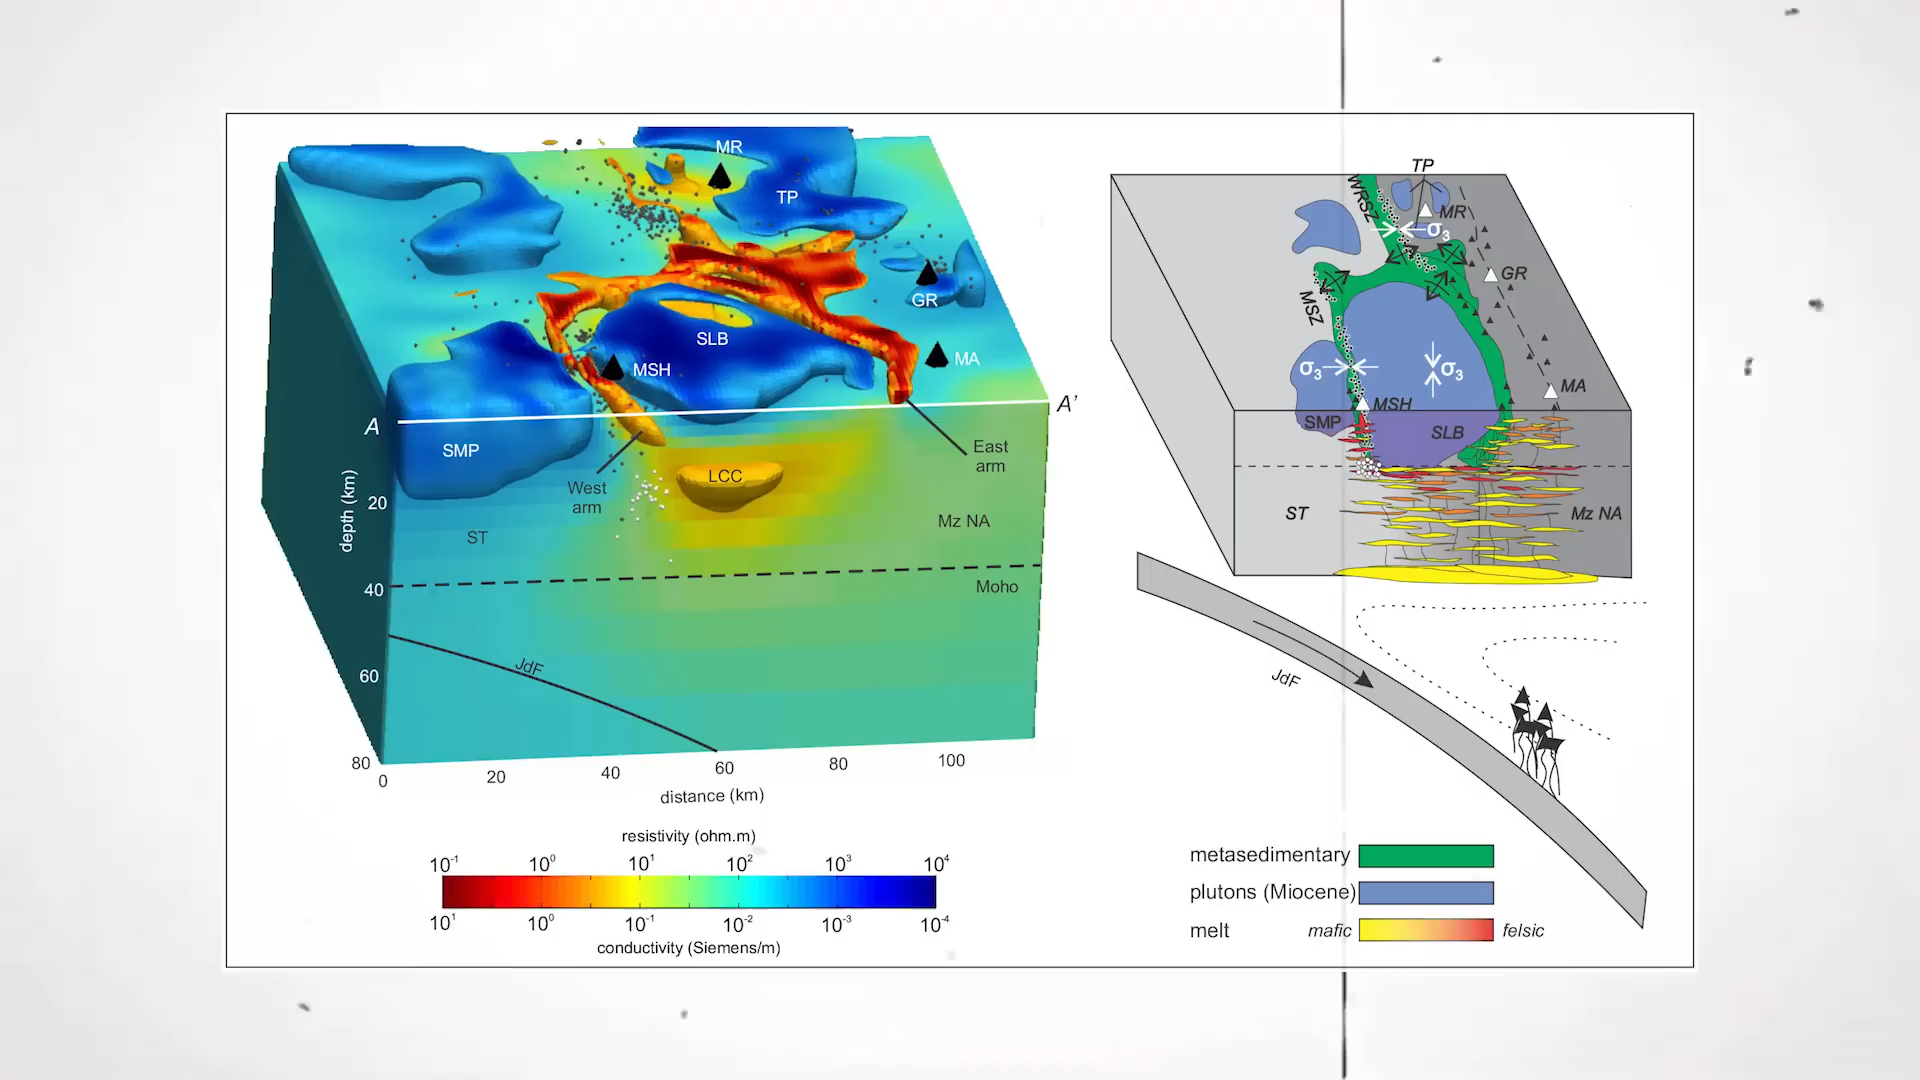 MR
TP
GR
SLB
MSH
MA
A
A'
SMP
LCC
West
arm
East
arm
ST
Mz NA
Moho
JdF
depth (km)
20
40
60
80
0
20
40
60
80
100
distance (km)
resistivity (ohm.m)
10⁻¹ 10⁰ 10¹ 10² 10³ 10⁴
10¹ 10⁰ 10⁻¹ 10⁻² 10⁻³ 10⁻⁴
conductivity (Siemens/m)
TP
WRSZ
MR
σ₃
GR
MSZ
σ₃
σ₃
MA
MSH
SMP
SLB
ST
Mz NA
JdF
metasedimentary
plutons (Miocene)
melt mafic felsic